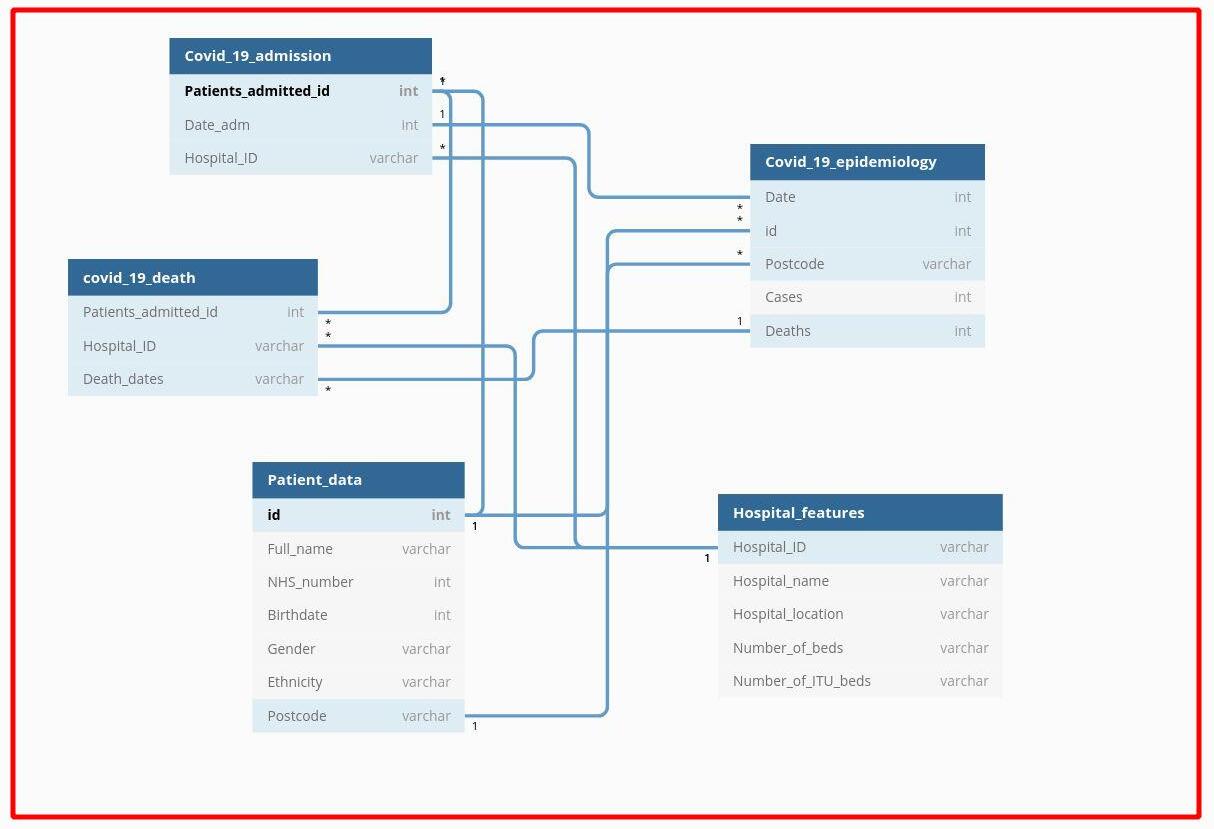 Covid_19_admission
Patients_admitted_id int
Date_adm int
Hospital_ID varchar
* 1
1
*
Covid_19_epidemiology
Date int
id int
Postcode varchar
Cases int
Deaths int
*
*
*
1
covid_19_death
Patients_admitted_id int
Hospital_ID varchar
Death_dates varchar
*
*
*
Patient_data
id int
Full_name varchar
NHS_number int
Birthdate int
Gender varchar
Ethnicity varchar
Postcode varchar
1
1
Hospital_features
Hospital_ID varchar
Hospital_name varchar
Hospital_location varchar
Number_of_beds varchar
Number_of_ITU_beds varchar
1